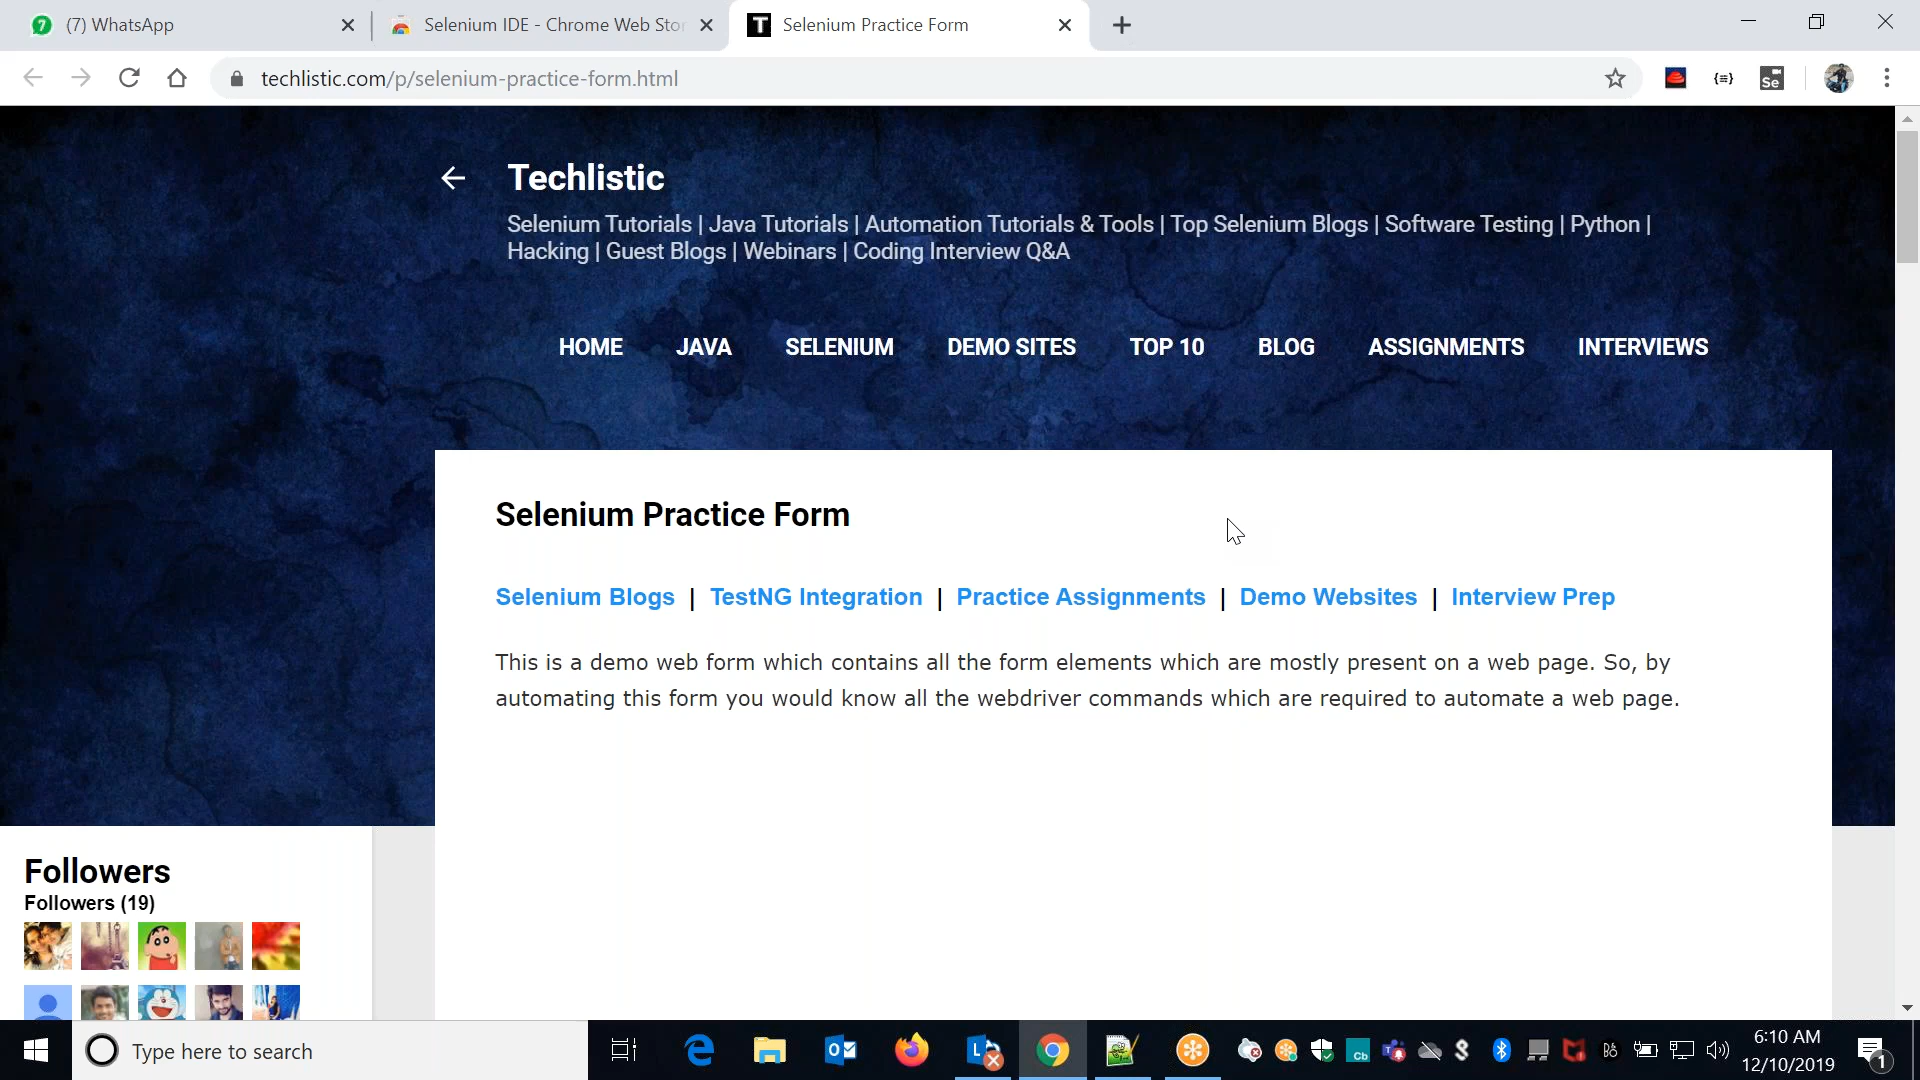 (7) WhatsApp
Selenium IDE - Chrome Web Stor
Selenium Practice Form
techlistic.com/p/selenium-practice-form.html
Se
Techlistic
Selenium Tutorials | Java Tutorials | Automation Tutorials & Tools | Top Selenium Blogs | Software Testing | Python |
Hacking | Guest Blogs | Webinars | Coding Interview Q&A
HOME JAVA SELENIUM DEMO SITES TOP 10 BLOG ASSIGNMENTS INTERVIEWS
Selenium Practice Form
Selenium Blogs | TestNG Integration | Practice Assignments | Demo Websites | Interview Prep
This is a demo web form which contains all the form elements which are mostly present on a web page. So, by
automating this form you would know all the webdriver commands which are required to automate a web page.
Followers
Followers (19)
Type here to search
6:10 AM
12/10/2019
1